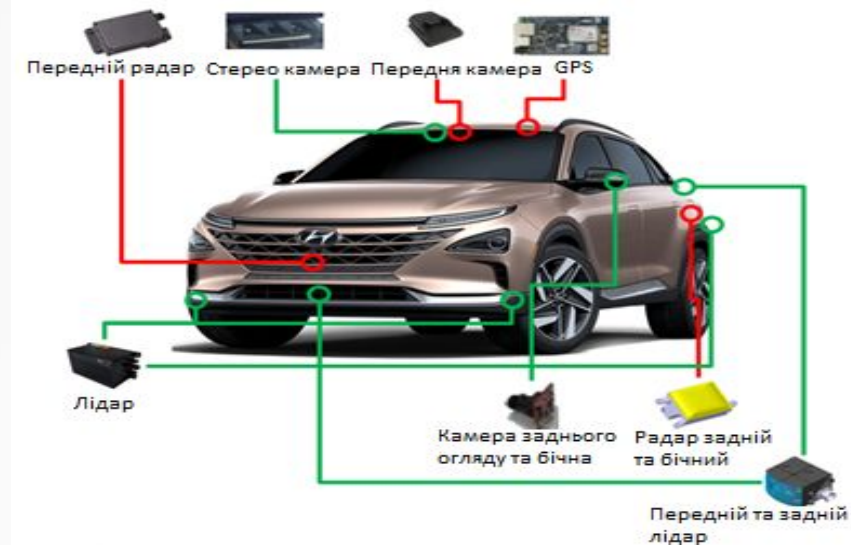 Передній радар
Стерео камера
Передня камера
GPS
Лідар
Камера заднього
огляду та бічна
Радар задній
та бічний
Передній та задній
лідар